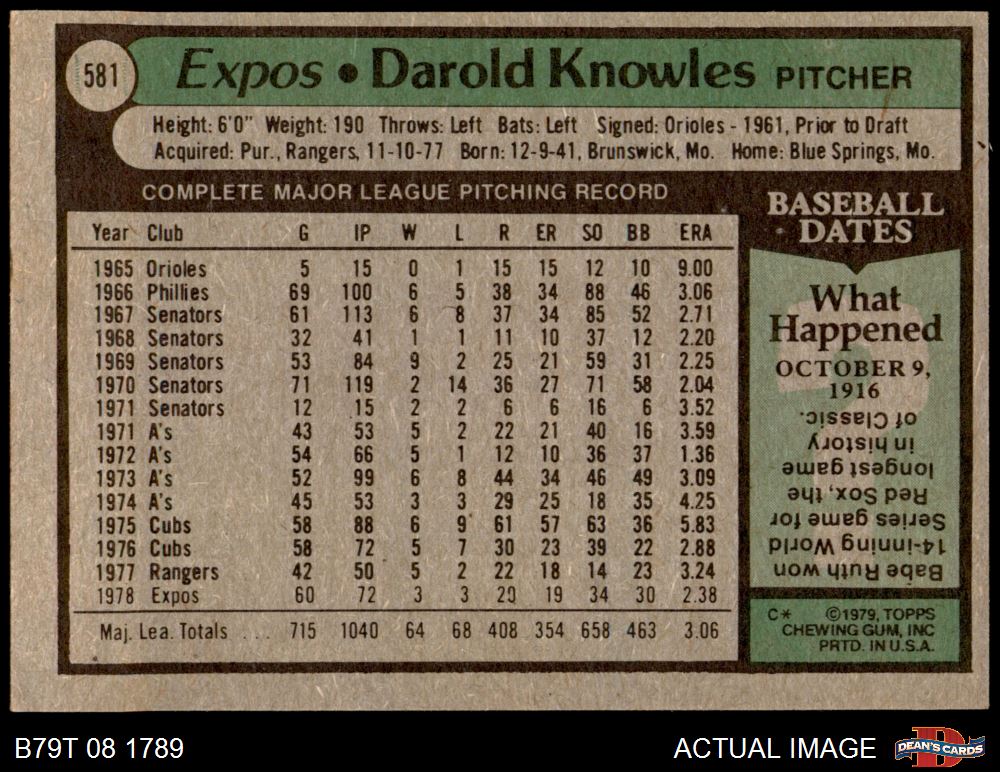 581
Expos • Darold Knowles PITCHER
Height: 6'0" Weight: 190 Throws: Left Bats: Left Signed: Orioles - 1961, Prior to Draft
Acquired: Pur., Rangers, 11-10-77 Born: 12-9-41, Brunswick, Mo. Home: Blue Springs, Mo.
COMPLETE MAJOR LEAGUE PITCHING RECORD
Year Club G IP W L R ER SO BB ERA
1965 Orioles 5 15 0 1 15 15 12 10 9.00
1966 Phillies 69 100 6 5 38 34 88 46 3.06
1967 Senators 61 113 6 8 37 34 85 52 2.71
1968 Senators 32 41 1 1 11 10 37 12 2.20
1969 Senators 53 84 9 2 25 21 59 31 2.25
1970 Senators 71 119 2 14 36 27 71 58 2.04
1971 Senators 12 15 2 2 6 6 16 6 3.52
1971 A's 43 53 5 2 22 21 40 16 3.59
1972 A's 54 66 5 1 12 10 36 37 1.36
1973 A's 52 99 6 8 44 34 46 49 3.09
1974 A's 45 53 3 3 29 25 18 35 4.25
1975 Cubs 58 88 6 9 61 57 63 36 5.83
1976 Cubs 58 72 5 7 30 23 39 22 2.88
1977 Rangers 42 50 5 2 22 18 14 23 3.24
1978 Expos 60 72 3 3 20 19 34 30 2.38
Maj. Lea. Totals ... 715 1040 64 68 408 354 658 463 3.06
BASEBALL
DATES
What
Happened
OCTOBER 9,
1916
Babe Ruth won
14-inning World
Series game for
Red Sox, the
longest game
in history
of Classic.
C* ©1979, TOPPS
CHEWING GUM, INC
PRTD. IN U.S.A.
B79T 08 1789
ACTUAL IMAGE
DEAN'S CARDS